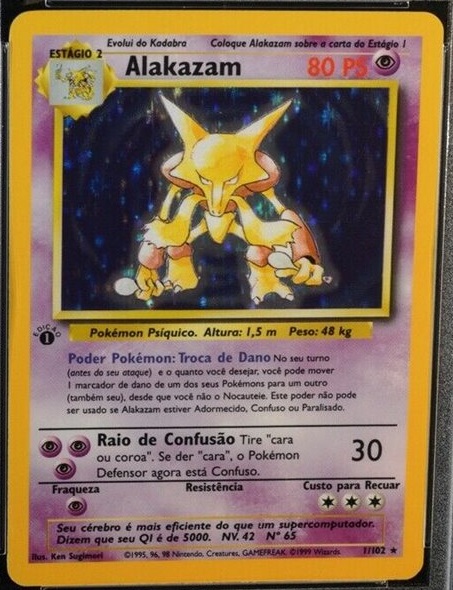 Evolui do Kadabra Coloque Alakazam sobre a carta do Estágio 1
ESTÁGIO 2
Alakazam 80 PS
EDIÇÃO
1
Pokémon Psíquico. Altura: 1,5 m Peso: 48 kg
Poder Pokémon: Troca de Dano No seu turno
(antes do seu ataque) e o quanto você desejar, você pode mover
1 marcador de dano de um dos seus Pokémons para um outro
(também seu), desde que você não o Nocauteie. Este poder não pode
ser usado se Alakazam estiver Adormecido, Confuso ou Paralisado.
Raio de Confusão Tire "cara
ou coroa". Se der "cara", o Pokémon
Defensor agora está Confuso.
30
Fraqueza Resistência Custo para Recuar
Seu cérebro é mais eficiente do que um supercomputador.
Dizem que seu QI é de 5000. NV. 42 Nº 65
Ilus. Ken Sugimori ©1995, 96, 98 Nintendo, Creatures, GAMEFREAK. ©1999 Wizards 1/102 ★